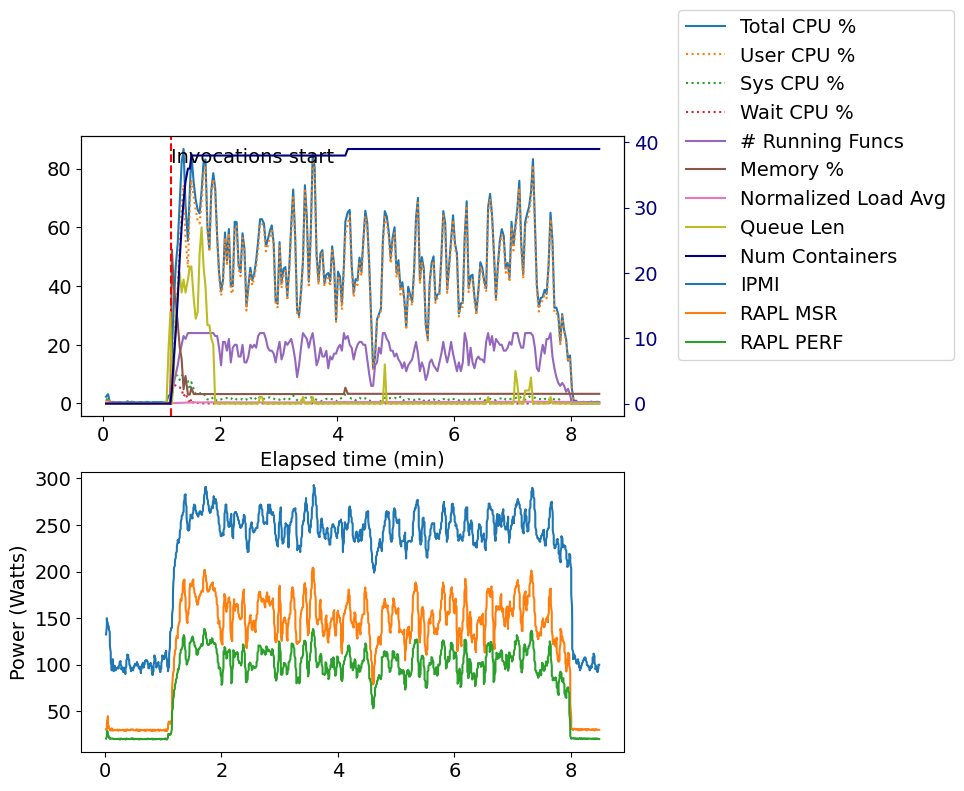 Total CPU %
User CPU %
Sys CPU %
Wait CPU %
# Running Funcs
Memory %
Normalized Load Avg
Queue Len
Num Containers
IPMI
RAPL MSR
RAPL PERF
Invocations start
80
60
40
20
0
40
30
20
10
0
0 2 4 6 8
Elapsed time (min)
300
250
200
150
100
50
Power (Watts)
0 2 4 6 8